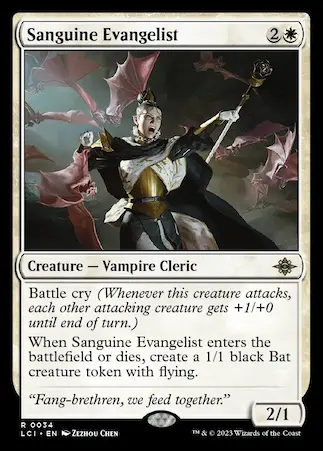 Sanguine Evangelist 2
Creature — Vampire Cleric
Battle cry (Whenever this creature attacks,
each other attacking creature gets +1/+0
until end of turn.)
When Sanguine Evangelist enters the
battlefield or dies, create a 1/1 black Bat
creature token with flying.
“Fang-brethren, we feed together.”
2/1
R 0034
LCI • EN Zezhou Chen
™ & © 2023 Wizards of the Coast